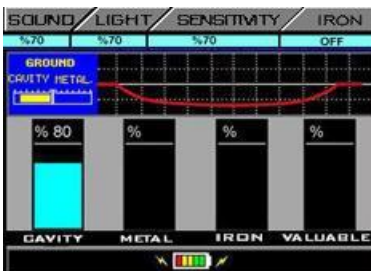 SOUND LIGHT SENSITIVITY IRON
%70 %70 %70 OFF
GROUND
CAVITY METAL
% 80 % % %
CAVITY METAL IRON VALUABLE